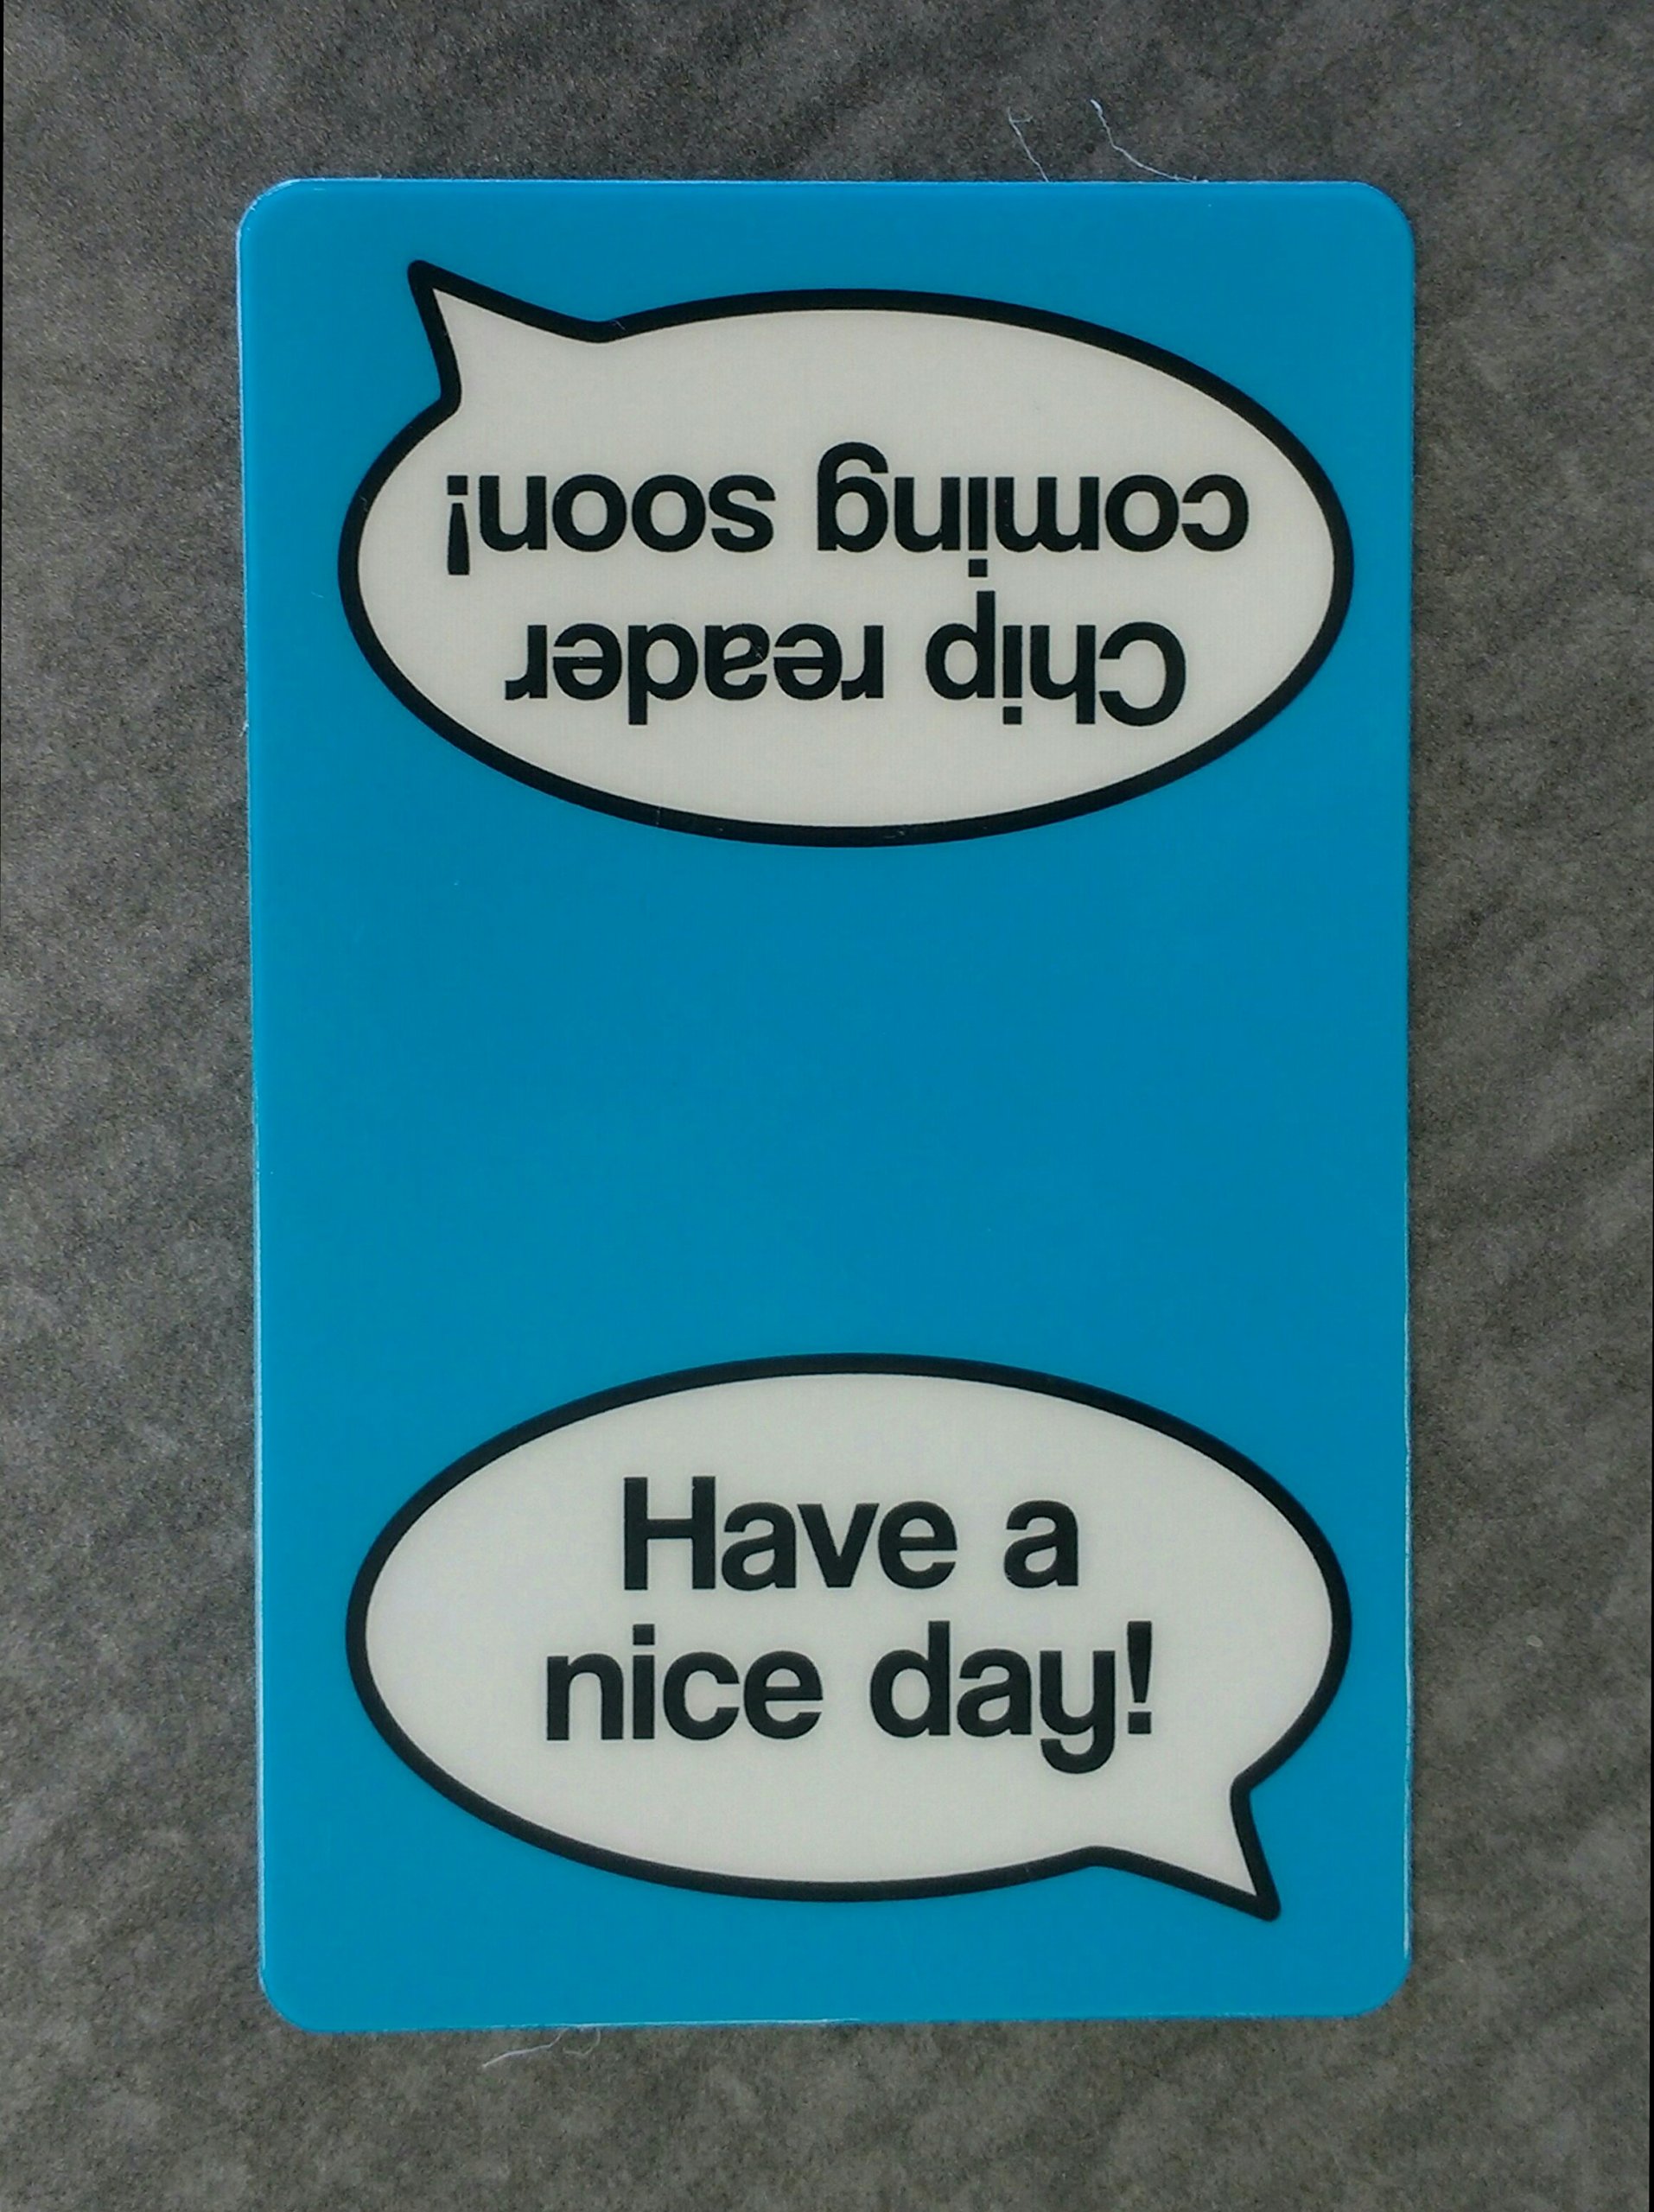 Chip reader
coming soon!
Have a
nice day!